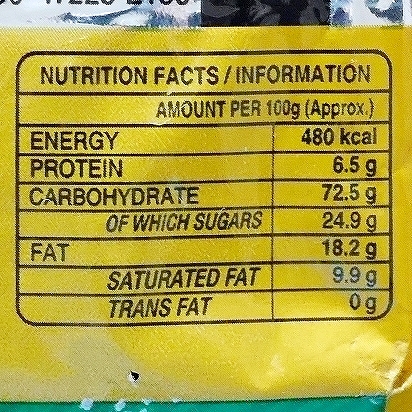 NUTRITION FACTS / INFORMATION
AMOUNT PER 100g (Approx.)
ENERGY 480 kcal
PROTEIN 6.5 g
CARBOHYDRATE 72.5 g
OF WHICH SUGARS 24.9 g
FAT 18.2 g
SATURATED FAT 9.9 g
TRANS FAT 0 g